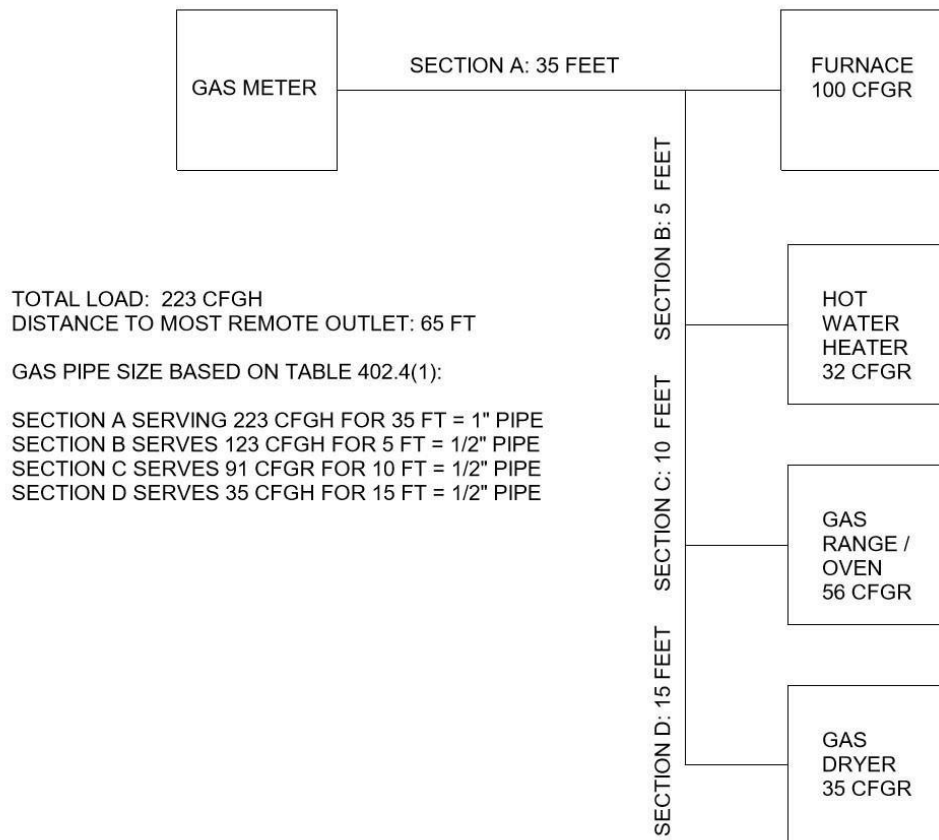 GAS METER
SECTION A: 35 FEET
FURNACE
100 CFGR
SECTION B: 5 FEET
HOT
WATER
HEATER
32 CFGR
TOTAL LOAD: 223 CFGH
DISTANCE TO MOST REMOTE OUTLET: 65 FT
GAS PIPE SIZE BASED ON TABLE 402.4(1):
SECTION A SERVING 223 CFGH FOR 35 FT = 1" PIPE
SECTION B SERVES 123 CFGH FOR 5 FT = 1/2" PIPE
SECTION C SERVES 91 CFGR FOR 10 FT = 1/2" PIPE
SECTION D SERVES 35 CFGH FOR 15 FT = 1/2" PIPE
SECTION C: 10 FEET
GAS
RANGE /
OVEN
56 CFGR
SECTION D: 15 FEET
GAS
DRYER
35 CFGR